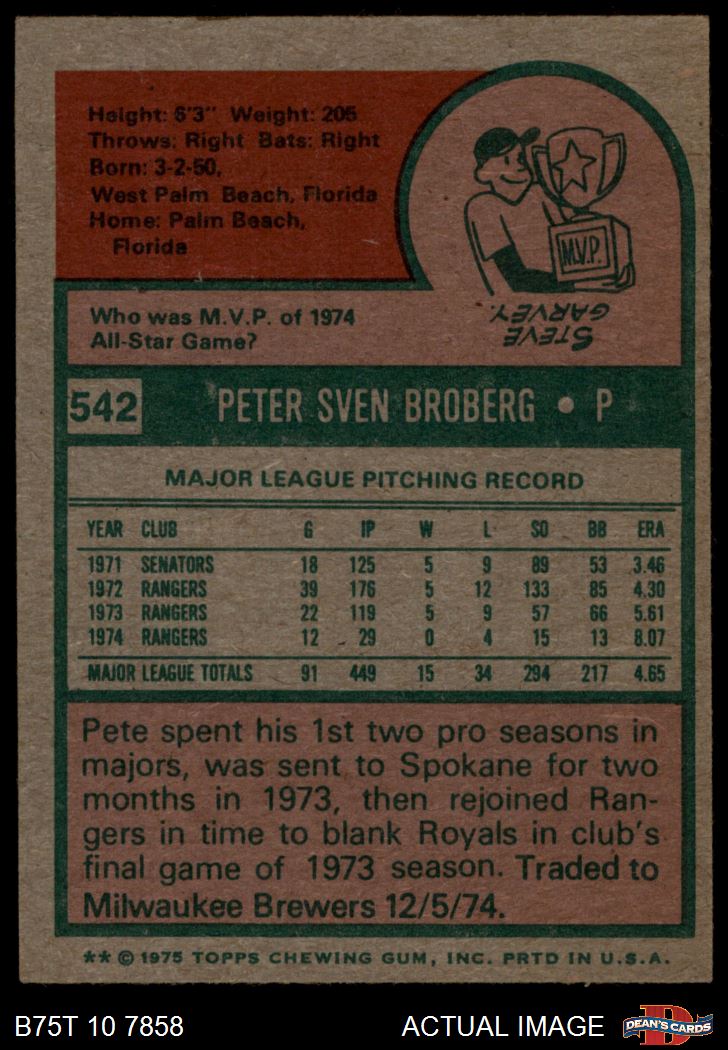 Height: 6'3" Weight: 205
Throws: Right Bats: Right
Born: 3-2-50,
West Palm Beach, Florida
Home: Palm Beach,
Florida
M.V.P.
Who was M.V.P. of 1974
All-Star Game?
STEVE
GARVEY.
542 PETER SVEN BROBERG • P
MAJOR LEAGUE PITCHING RECORD
YEAR CLUB G IP W L SO BB ERA
1971 SENATORS 18 125 5 9 89 53 3.46
1972 RANGERS 39 176 5 12 133 85 4.30
1973 RANGERS 22 119 5 9 57 66 5.61
1974 RANGERS 12 29 0 4 15 13 8.07
MAJOR LEAGUE TOTALS 91 449 15 34 294 217 4.65
Pete spent his 1st two pro seasons in
majors, was sent to Spokane for two
months in 1973, then rejoined Ran-
gers in time to blank Royals in club's
final game of 1973 season. Traded to
Milwaukee Brewers 12/5/74.
** © 1975 TOPPS CHEWING GUM, INC. PRTD IN U.S.A.
B75T 10 7858 ACTUAL IMAGE
D
DEAN'S CARDS